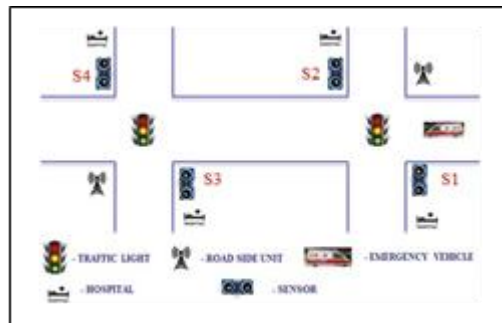 S4
S2
S3
S1
- TRAFFIC LIGHT
- ROAD SIDE UNIT
- EMERGENCY VEHICLE
- HOSPITAL
- SENSOR